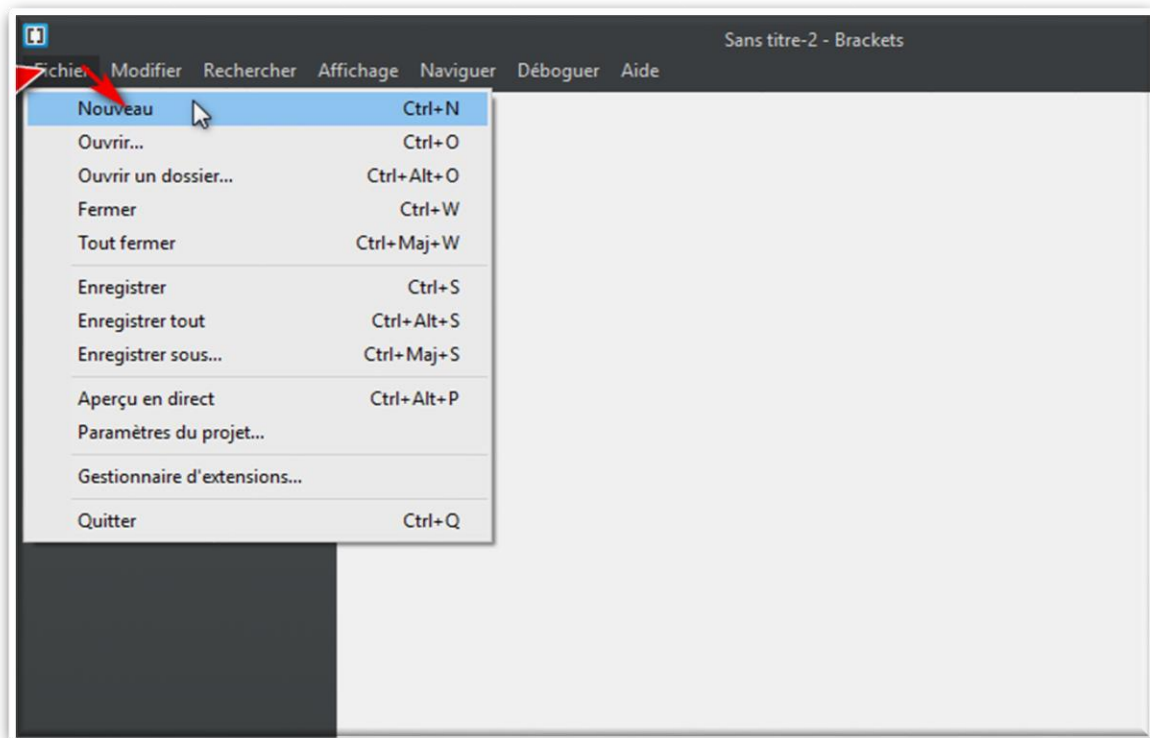 Sans titre-2 - Brackets
Fichier Modifier Rechercher Affichage Naviguer Déboguer Aide
Nouveau Ctrl+N
Ouvrir... Ctrl+O
Ouvrir un dossier... Ctrl+Alt+O
Fermer Ctrl+W
Tout fermer Ctrl+Maj+W
Enregistrer Ctrl+S
Enregistrer tout Ctrl+Alt+S
Enregistrer sous... Ctrl+Maj+S
Aperçu en direct Ctrl+Alt+P
Paramètres du projet...
Gestionnaire d'extensions...
Quitter Ctrl+Q